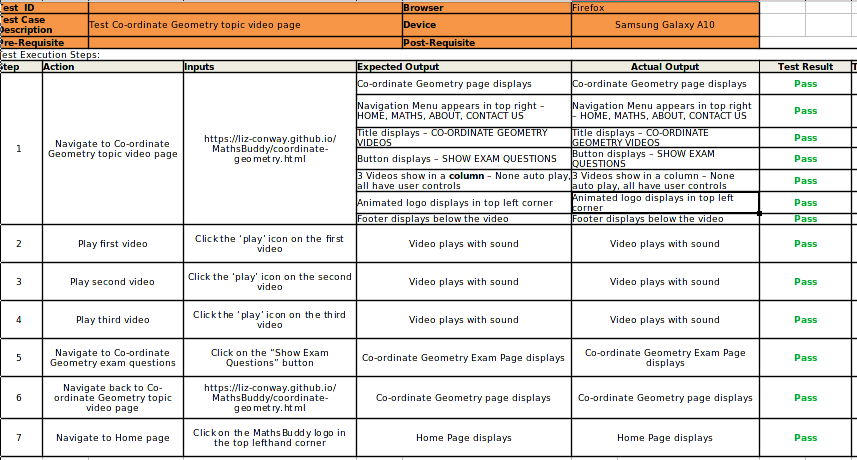 est ID Browser Firefox
est Case
escription Test Co-ordinate Geometry topic video page Device Samsung Galaxy A10
re-Requisite Post-Requisite
est Execution Steps:
tep Action Inputs Expected Output Actual Output Test Result T
1
Navigate to Co-ordinate
Geometry topic video page
https://liz-conway.github.io/
MathsBuddy/coordinate-
geometry.html
Co-ordinate Geometry page displays
Co-ordinate Geometry page displays
Pass
Navigation Menu appears in top right –
HOME, MATHS, ABOUT, CONTACT US
Navigation Menu appears in top right
– HOME, MATHS, ABOUT, CONTACT US
Pass
Title displays – CO-ORDINATE GEOMETRY
VIDEOS
Title displays – CO-ORDINATE
GEOMETRY VIDEOS
Pass
Button displays – SHOW EXAM QUESTIONS
Button displays – SHOW EXAM
QUESTIONS
Pass
3 Videos show in a column – None auto play,
all have user controls
3 Videos show in a column – None
auto play, all have user controls
Pass
Animated logo displays in top left corner
Animated logo displays in top left
corner
Pass
Footer displays below the video
Footer displays below the video
Pass
2
Play first video
Click the ‘play’ icon on the first
video
Video plays with sound
Video plays with sound
Pass
3
Play second video
Click the ‘play’ icon on the second
video
Video plays with sound
Video plays with sound
Pass
4
Play third video
Click the ‘play’ icon on the third
video
Video plays with sound
Video plays with sound
Pass
5
Navigate to Co-ordinate
Geometry exam questions
Click on the “Show Exam
Questions” button
Co-ordinate Geometry Exam Page displays
Co-ordinate Geometry Exam Page
displays
Pass
6
Navigate back to Co-
ordinate Geometry topic
video page
https://liz-conway.github.io/
MathsBuddy/coordinate-
geometry.html
Co-ordinate Geometry page displays
Co-ordinate Geometry page displays
Pass
7
Navigate to Home page
Click on the MathsBuddy logo in
the top lefthand corner
Home Page displays
Home Page displays
Pass